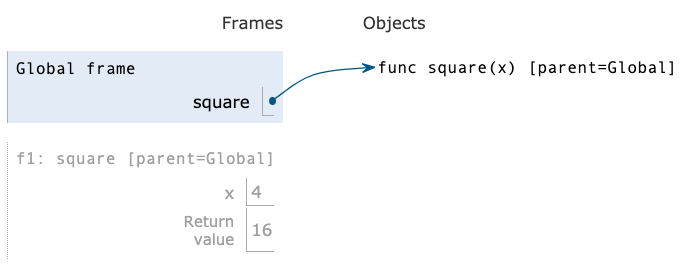 Frames Objects
Global frame
func square(x) [parent=Global]
square
f1: square [parent=Global]
x 4
Return
value 16